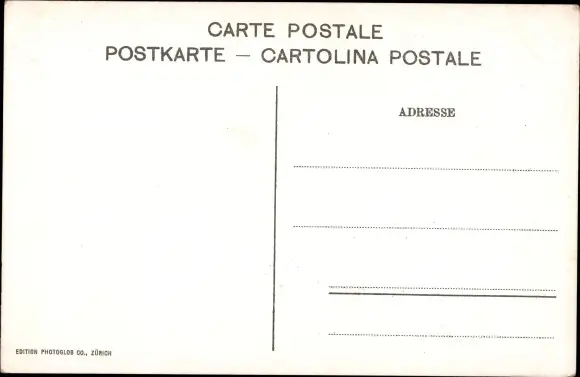 CARTE POSTALE
POSTKARTE — CARTOLINA POSTALE
ADRESSE
EDITION PHOTOGLOB CO., ZÜRICH